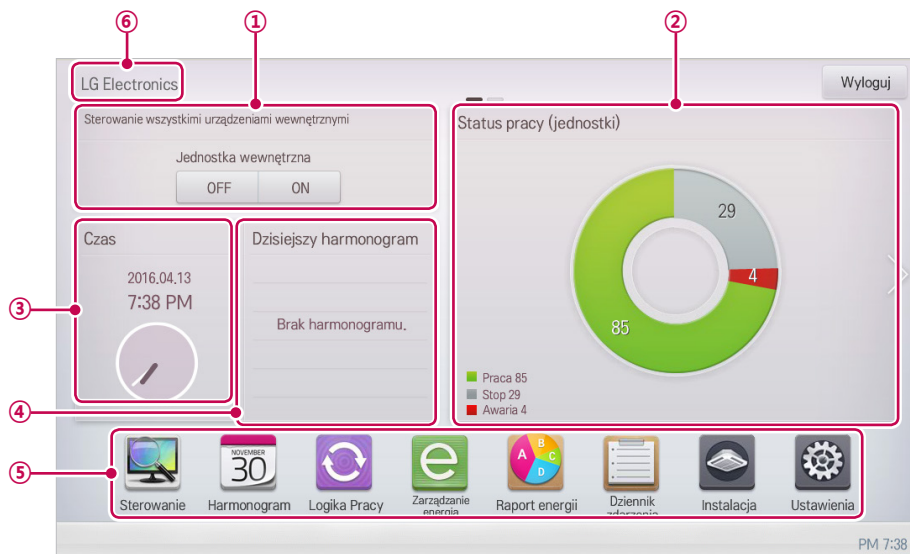 ⑥ ① ②
LG Electronics
Wyloguj
Sterowanie wszystkimi urządzeniami wewnętrznymi
Jednostka wewnętrzna
OFF ON
Status pracy (jednostki)
29
4
85
Praca 85
Stop 29
Awaria 4
③
Czas
2016.04.13
7:38 PM
④
Dzisiejszy harmonogram
Brak harmonogramu.
⑤
NOVEMBER
30
e
A B C D
Sterowanie
Harmonogram
Logika Pracy
Zarządzanie
energią
Raport energii
Dziennik
zdarzenia
Instalacja
Ustawienia
PM 7:38